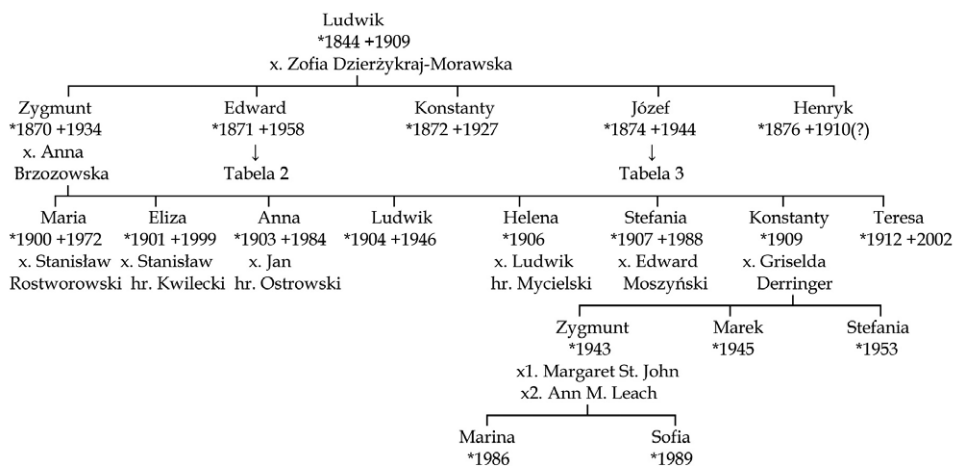 Ludwik
*1844 +1909
x. Zofia Dzierżykraj-Morawska
Zygmunt
*1870 +1934
x. Anna
Brzozowska
Edward
*1871 +1958
↓
Tabela 2
Konstanty
*1872 +1927
Józef
*1874 +1944
↓
Tabela 3
Henryk
*1876 +1910(?)
Maria
*1900 +1972
x. Stanisław
Rostworowski
Eliza
*1901 +1999
x. Stanisław
hr. Kwilecki
Anna
*1903 +1984
x. Jan
hr. Ostrowski
Ludwik
*1904 +1946
Helena
*1906
x. Ludwik
hr. Mycielski
Stefania
*1907 +1988
x. Edward
Moszyński
Konstanty
*1909
x. Griselda
Derringer
Teresa
*1912 +2002
Zygmunt
*1943
x1. Margaret St. John
x2. Ann M. Leach
Marek
*1945
Stefania
*1953
Marina
*1986
Sofia
*1989